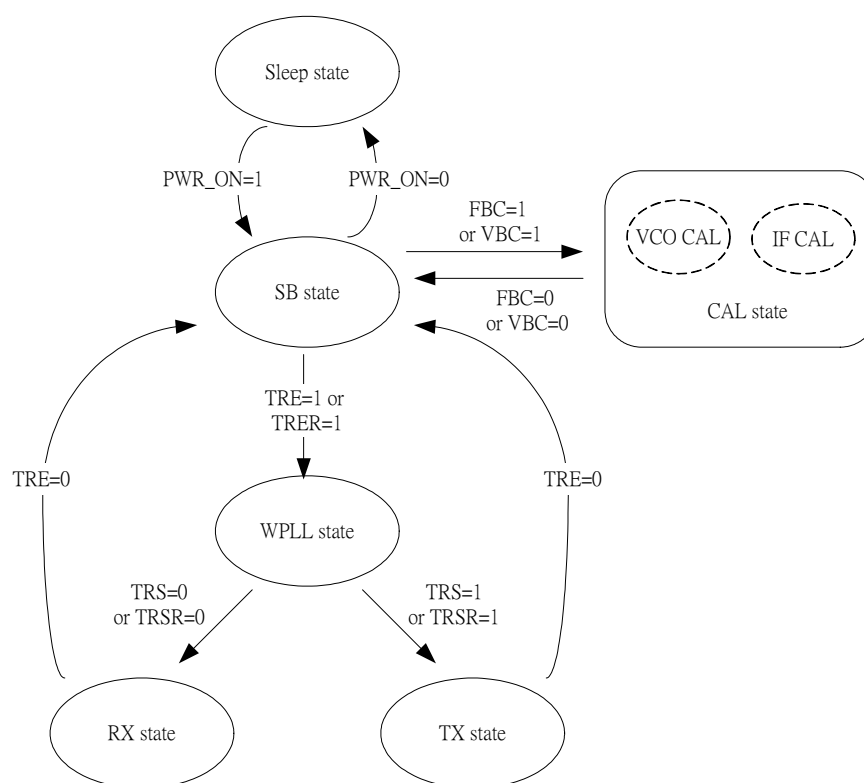 Sleep state
PWR_ON=1
PWR_ON=0
FBC=1
or VBC=1
VCO CAL
IF CAL
SB state
FBC=0
or VBC=0
CAL state
TRE=1 or
TRER=1
TRE=0
TRE=0
WPLL state
TRS=0
or TRSR=0
TRS=1
or TRSR=1
RX state
TX state